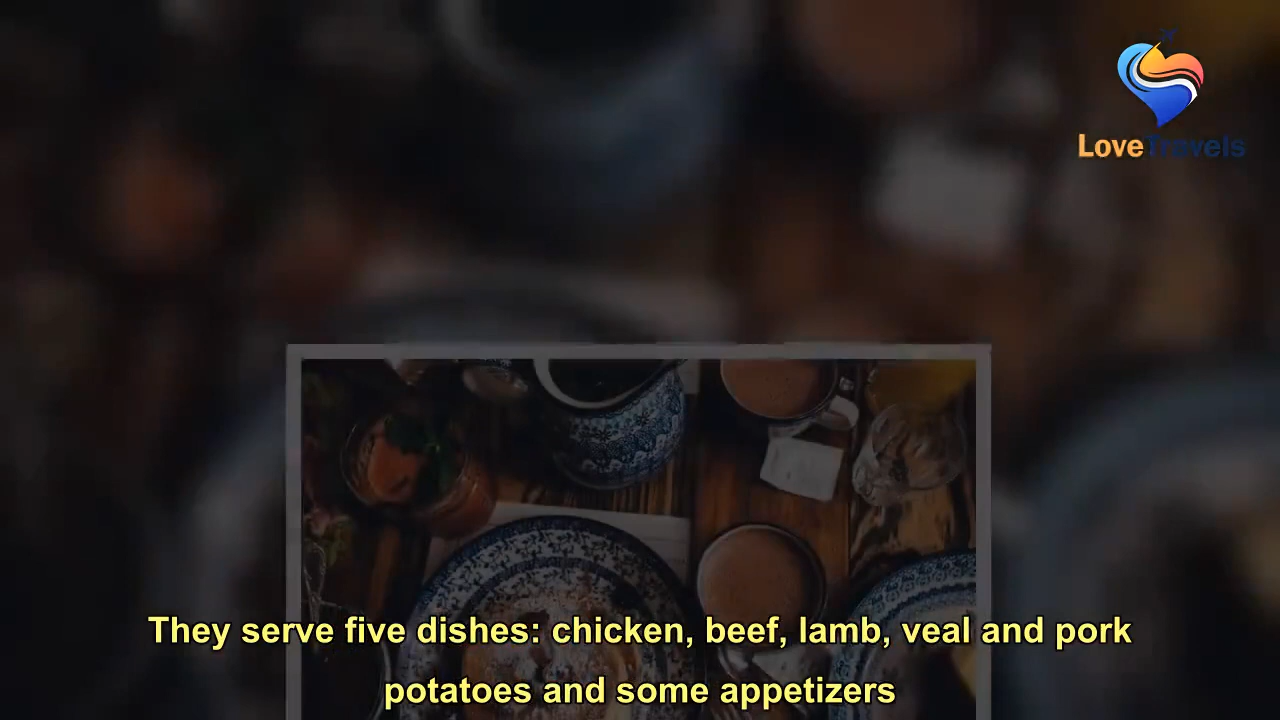 LoveTravels
They serve five dishes: chicken, beef, lamb, veal and pork
potatoes and some appetizers